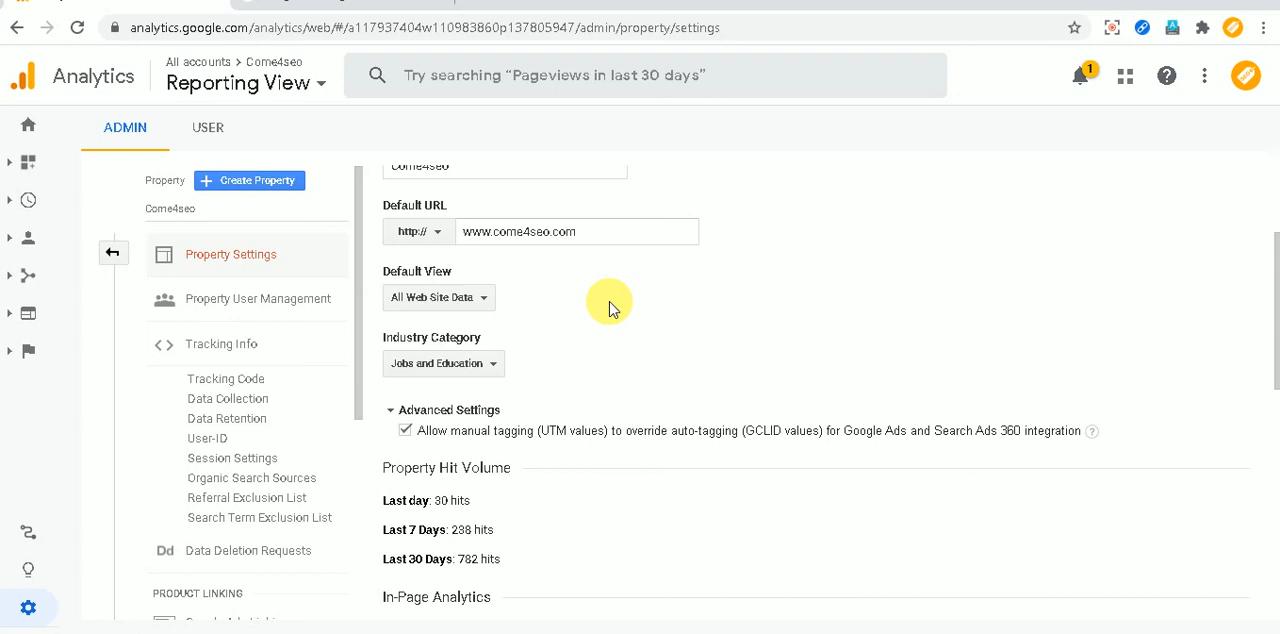 analytics.google.com/analytics/web/#/a117937404w110983860p137805947/admin/property/settings
Analytics
All accounts > Come4seo
Reporting View
Try searching “Pageviews in last 30 days”
1
ADMIN
USER
Property
+ Create Property
Come4seo
Property Settings
Property User Management
Tracking Info
Tracking Code
Data Collection
Data Retention
User-ID
Session Settings
Organic Search Sources
Referral Exclusion List
Search Term Exclusion List
Dd Data Deletion Requests
PRODUCT LINKING
Come4seo
Default URL
http://
www.come4seo.com
Default View
All Web Site Data
Industry Category
Jobs and Education
Advanced Settings
Allow manual tagging (UTM values) to override auto-tagging (GCLID values) for Google Ads and Search Ads 360 integration ?
Property Hit Volume
Last day: 30 hits
Last 7 Days: 238 hits
Last 30 Days: 782 hits
In-Page Analytics